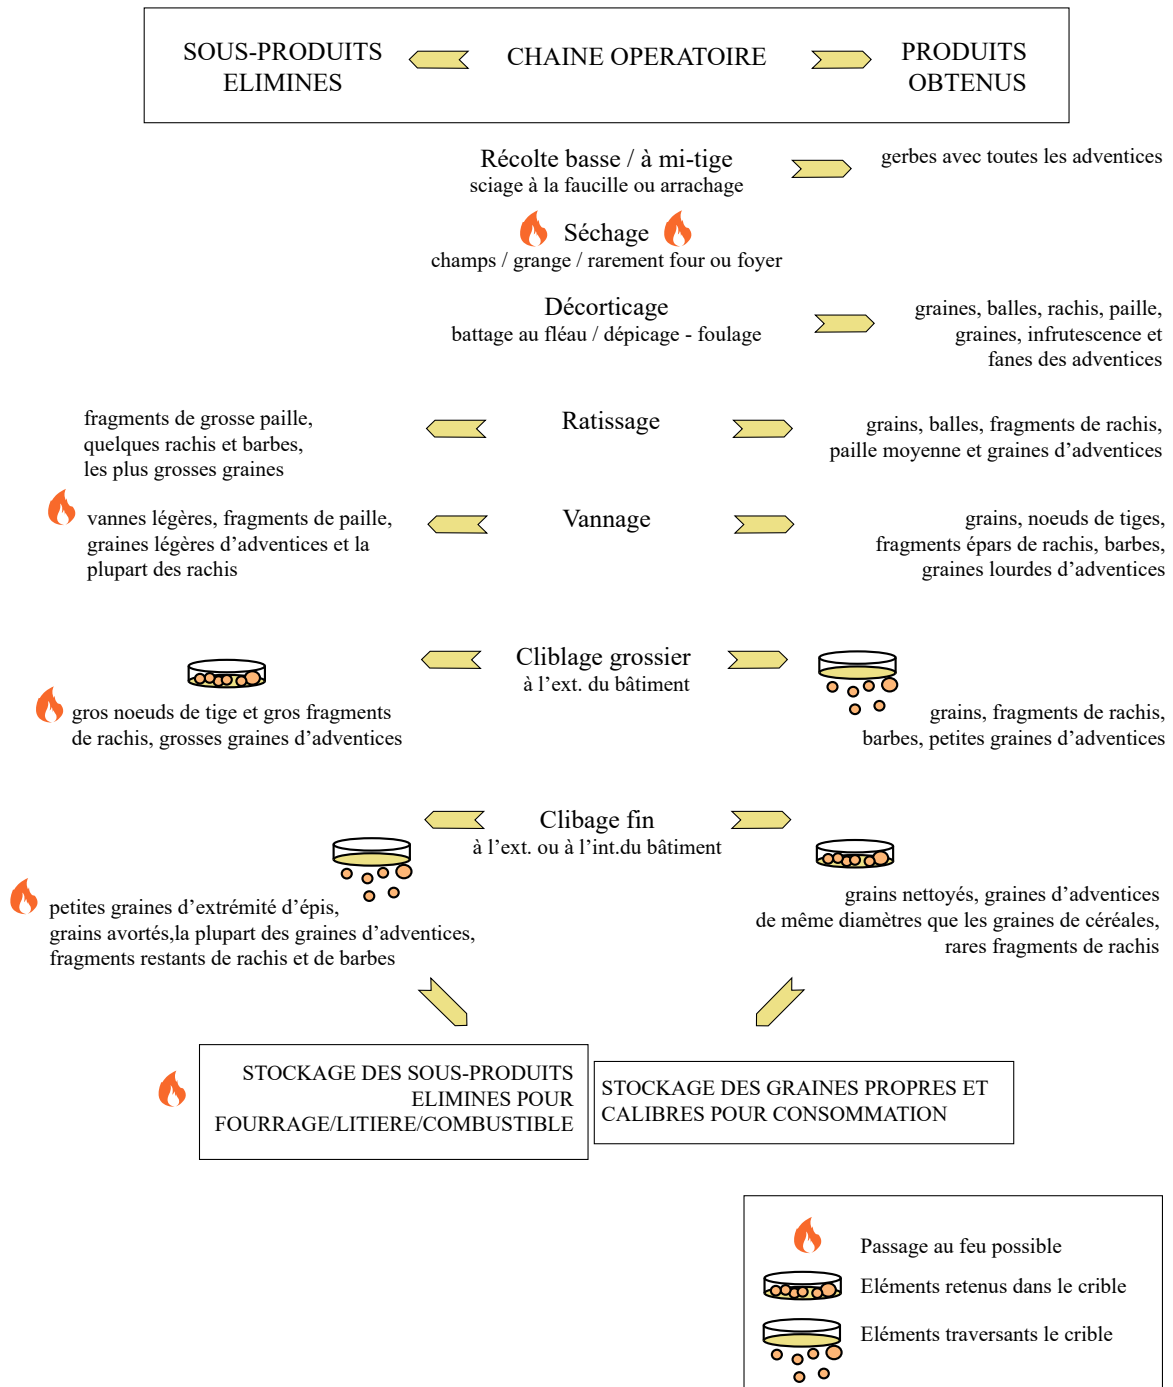 SOUS-PRODUITS
ELIMINES
CHAINE OPERATOIRE
PRODUITS
OBTENUS
Récolte basse / à mi-tige
sciage à la faucille ou arrachage
gerbes avec toutes les adventices
Séchage
champs / grange / rarement four ou foyer
Décorticage
battage au fléau / dépicage - foulage
graines, balles, rachis, paille,
graines, infrutescence et
fanes des adventices
fragments de grosse paille,
quelques rachis et barbes,
les plus grosses graines
Ratissage
grains, balles, fragments de rachis,
paille moyenne et graines d'adventices
vannes légères, fragments de paille,
graines légères d'adventices et la
plupart des rachis
Vannage
grains, noeuds de tiges,
fragments épars de rachis, barbes,
graines lourdes d'adventices
Cliblage grossier
à l'ext. du bâtiment
gros noeuds de tige et gros fragments
de rachis, grosses graines d'adventices
grains, fragments de rachis,
barbes, petites graines d'adventices
Clibage fin
à l'ext. ou à l'int.du bâtiment
petites graines d'extrémité d'épis,
grains avortés,la plupart des graines d'adventices,
fragments restants de rachis et de barbes
grains nettoyés, graines d'adventices
de même diamètres que les graines de céréales,
rares fragments de rachis
STOCKAGE DES SOUS-PRODUITS
ELIMINES POUR
FOURRAGE/LITIERE/COMBUSTIBLE
STOCKAGE DES GRAINES PROPRES ET
CALIBRES POUR CONSOMMATION
Passage au feu possible
Eléments retenus dans le crible
Eléments traversants le crible